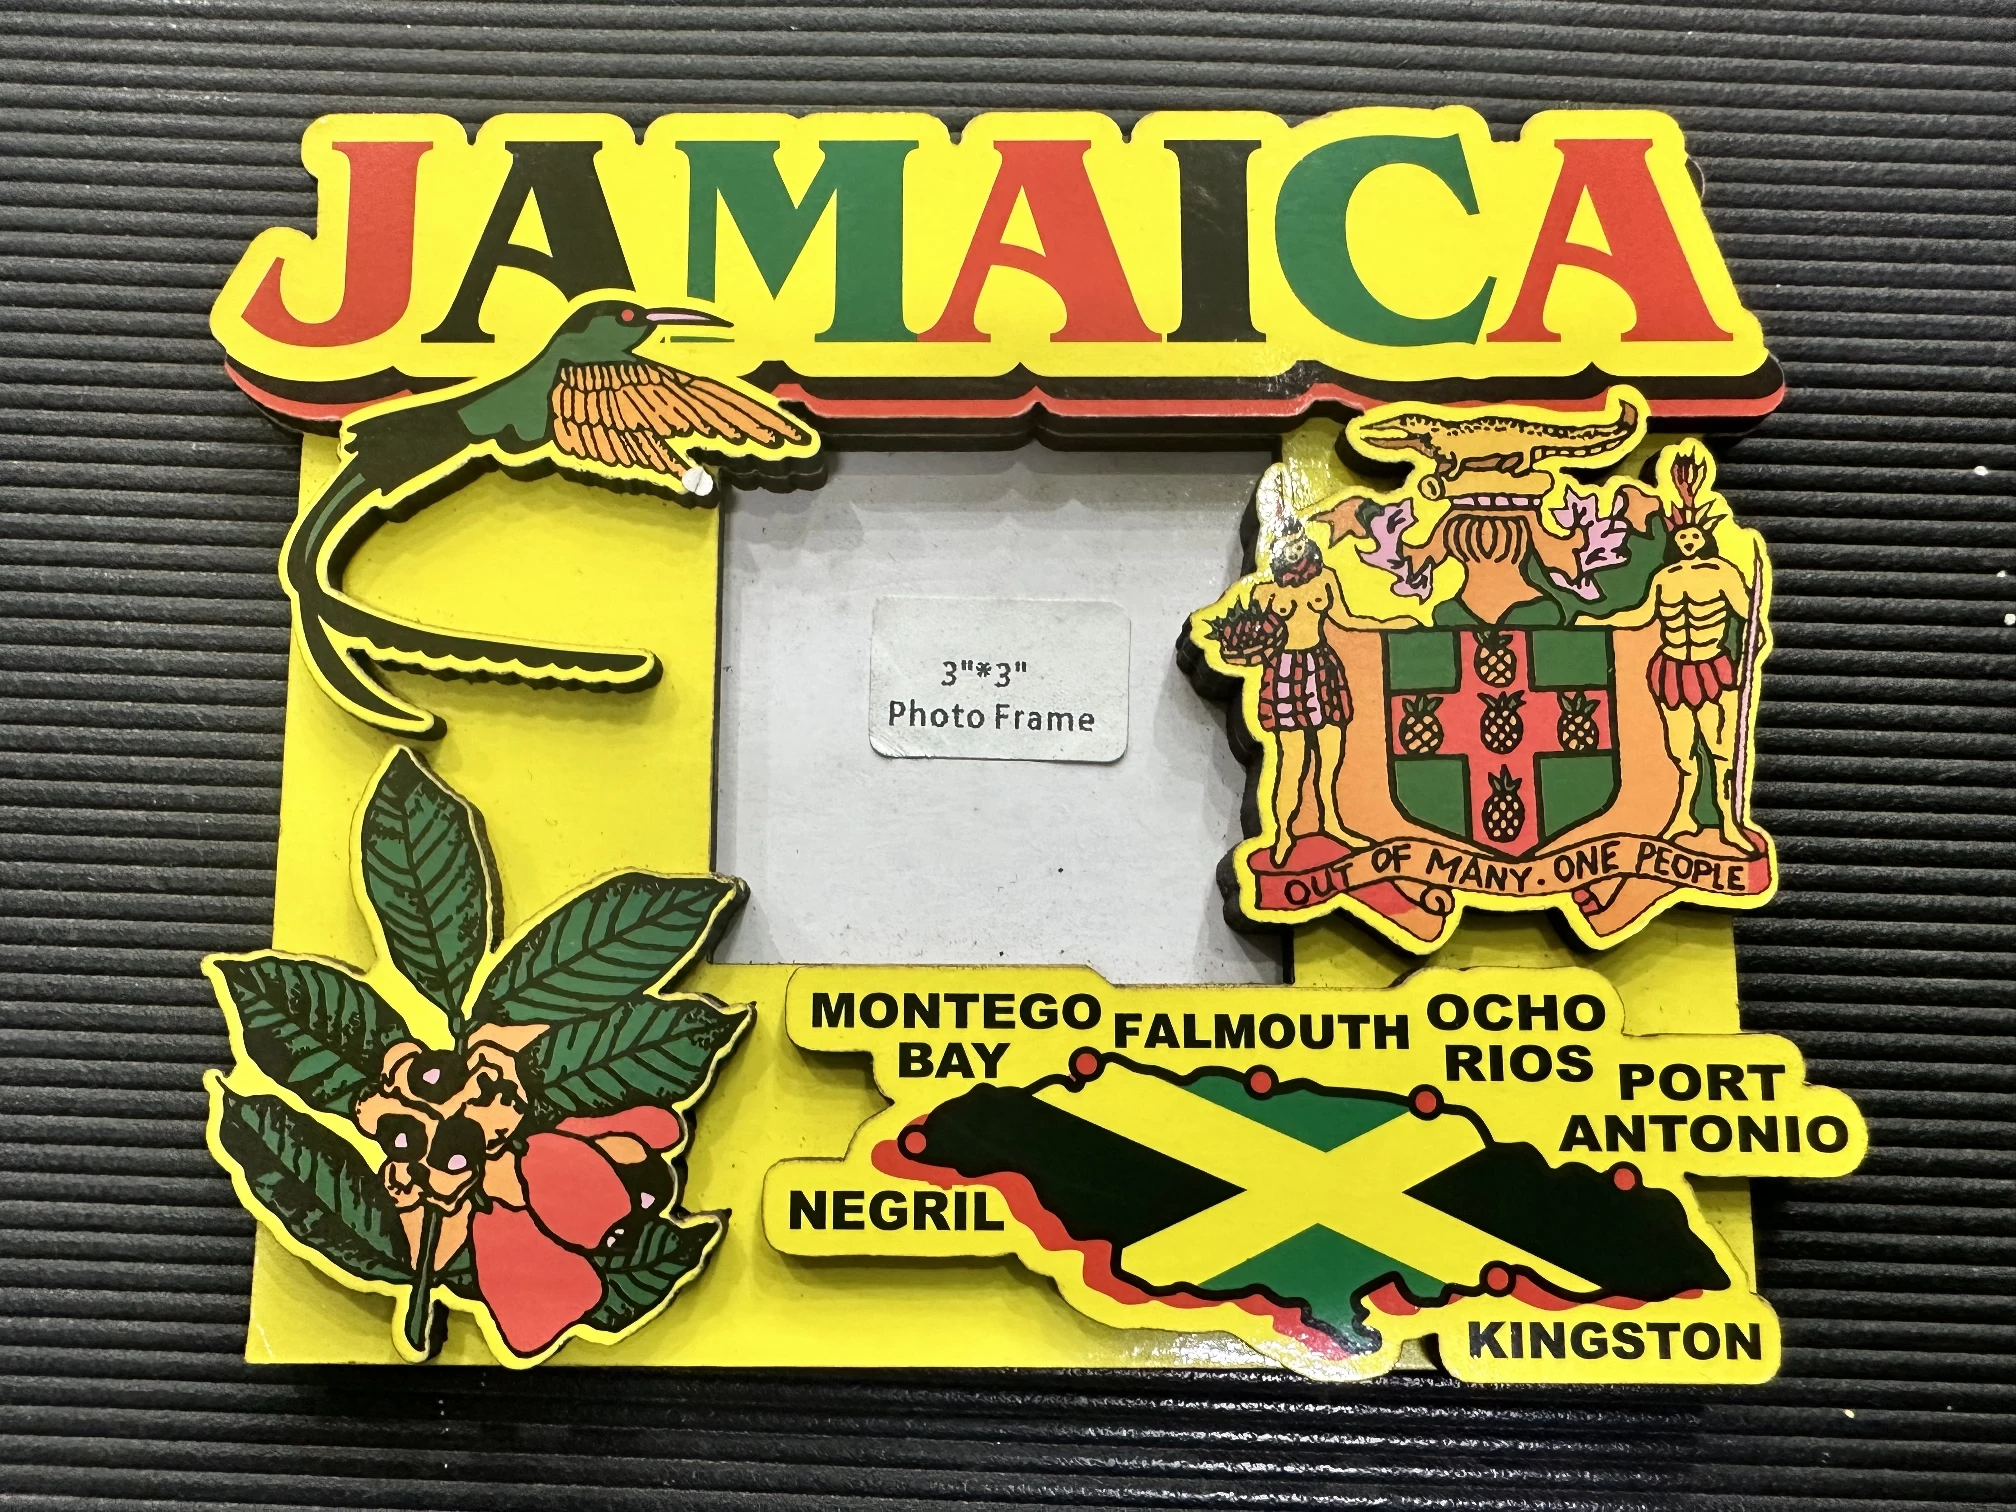 JAMAICA
3"*3"
Photo Frame
OUT OF MANY. ONE PEOPLE
MONTEGO
BAY
FALMOUTH
OCHO
RIOS
PORT
ANTONIO
NEGRIL
KINGSTON